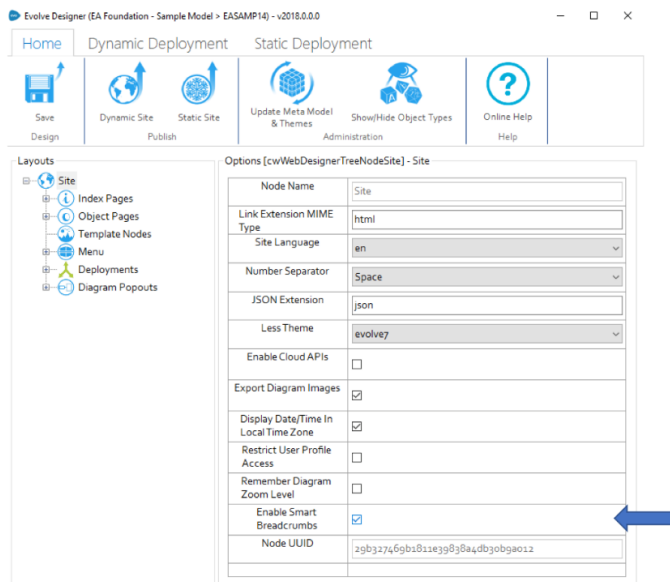 Evolve Designer (EA Foundation - Sample Model > EASAMP14) - v2018.0.0.0
Home Dynamic Deployment Static Deployment
Save Dynamic Site Static Site Update Meta Model & Themes Show/Hide Object Types Online Help
Design Publish Administration Help
Layouts
Site
Index Pages
Object Pages
Template Nodes
Menu
Deployments
Diagram Popouts
Options [cwWebDesignerTreeNodeSite] - Site
Node Name Site
Link Extension MIME
Type html
Site Language en
Number Separator Space
JSON Extension json
Less Theme evolve7
Enable Cloud APIs
Export Diagram Images
Display Date/Time In
Local Time Zone
Restrict User Profile
Access
Remember Diagram
Zoom Level
Enable Smart
Breadcrumbs
Node UUID 29b327469b1811e39838a4db30b9a012